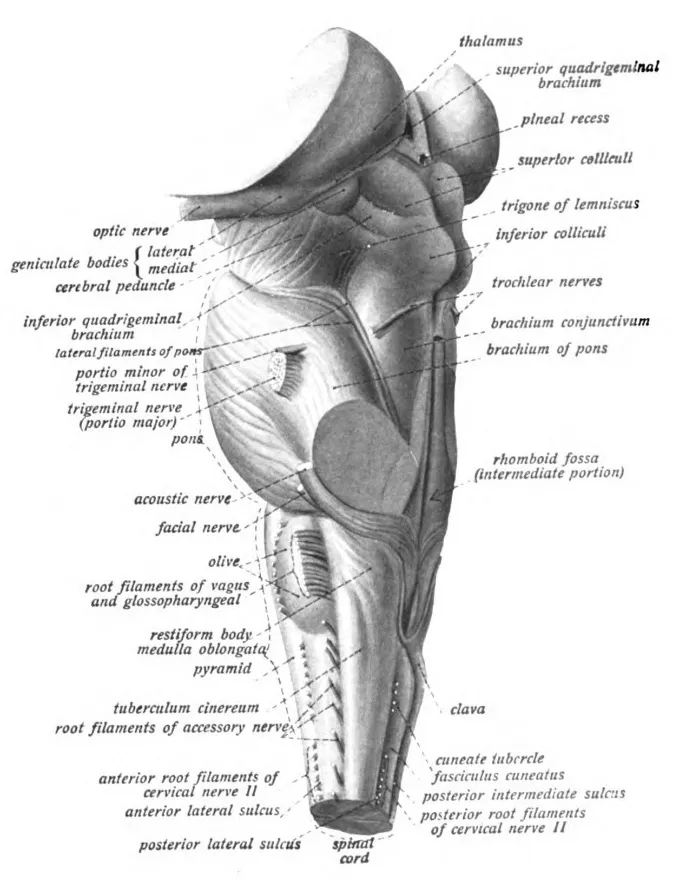 thalamus
superior quadrigeminal
brachium
pineal recess
superior colliculi
optic nerve
trigone of lemniscus
geniculate bodies { lateral
medial
inferior colliculi
cerebral peduncle
trochlear nerves
inferior quadrigeminal
brachium
brachium conjunctivum
lateral filaments of pons
brachium of pons
portio minor of
trigeminal nerve
trigeminal nerve
(portio major)
pons
rhomboid fossa
(intermediate portion)
acoustic nerve
facial nerve
olive
root filaments of vagus
and glossopharyngeal
restiform body
medulla oblongata
pyramid
tuberculum cinereum
clava
root filaments of accessory nerve
cuneate tubercle
fasciculus cuneatus
anterior root filaments of
cervical nerve II
posterior intermediate sulcus
anterior lateral sulcus
posterior root filaments
of cervical nerve II
posterior lateral sulcus
spinal
cord